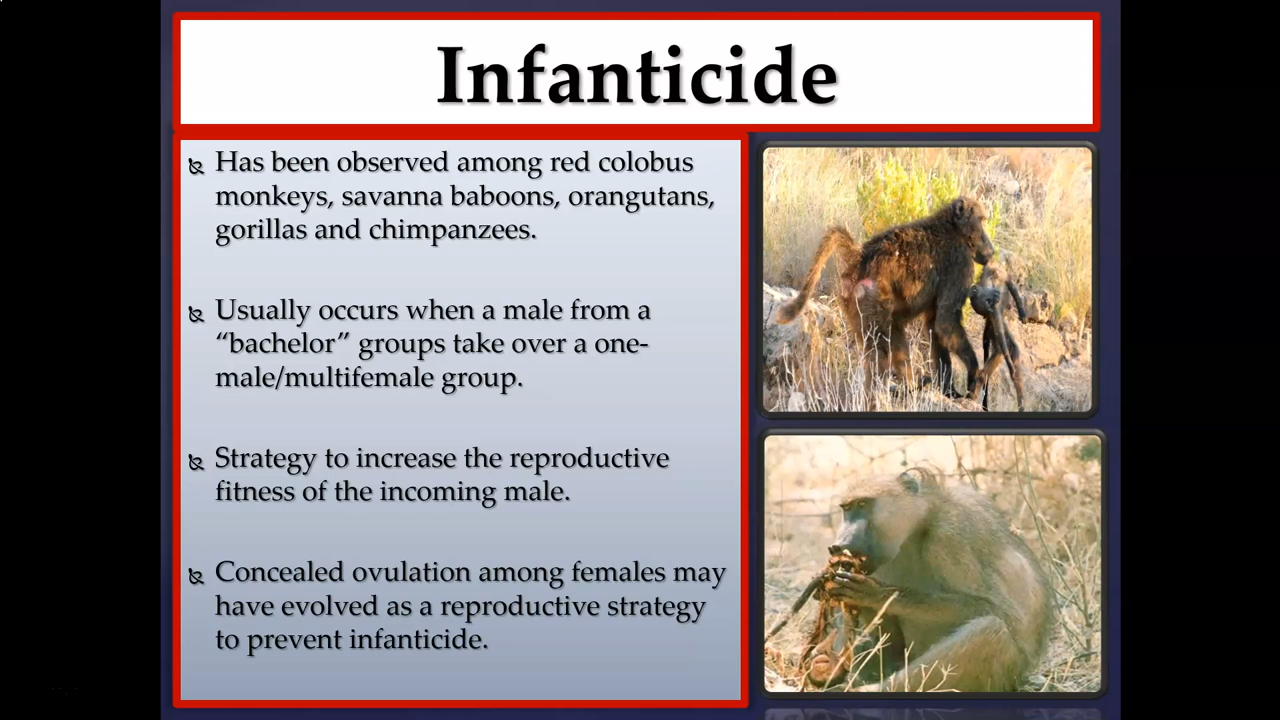 Infanticide
Has been observed among red colobus
monkeys, savanna baboons, orangutans,
gorillas and chimpanzees.
Usually occurs when a male from a
“bachelor” groups take over a one-
male/multifemale group.
Strategy to increase the reproductive
fitness of the incoming male.
Concealed ovulation among females may
have evolved as a reproductive strategy
to prevent infanticide.